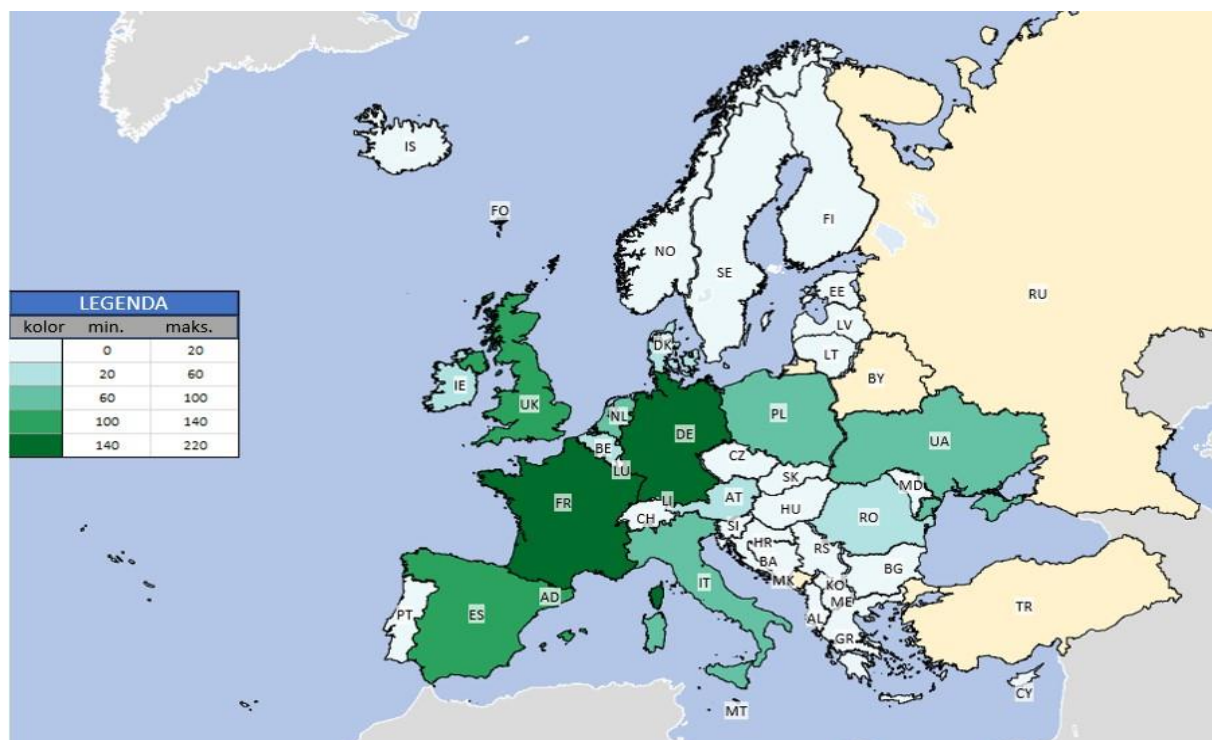 IS
FO
NO
SE
FI
RU
EE
LV
LT
BY
LEGENDA
kolor min. maks.
0 20
20 60
60 100
100 140
140 220
DK
IE
UK
NL
DE
PL
UA
BE
LU
CZ
SK
MD
FR
LI
AT
HU
RO
CH
SI
HR
BA
RS
BG
MK
KO
ME
AL
GR
IT
AD
ES
PT
TR
CY
MT